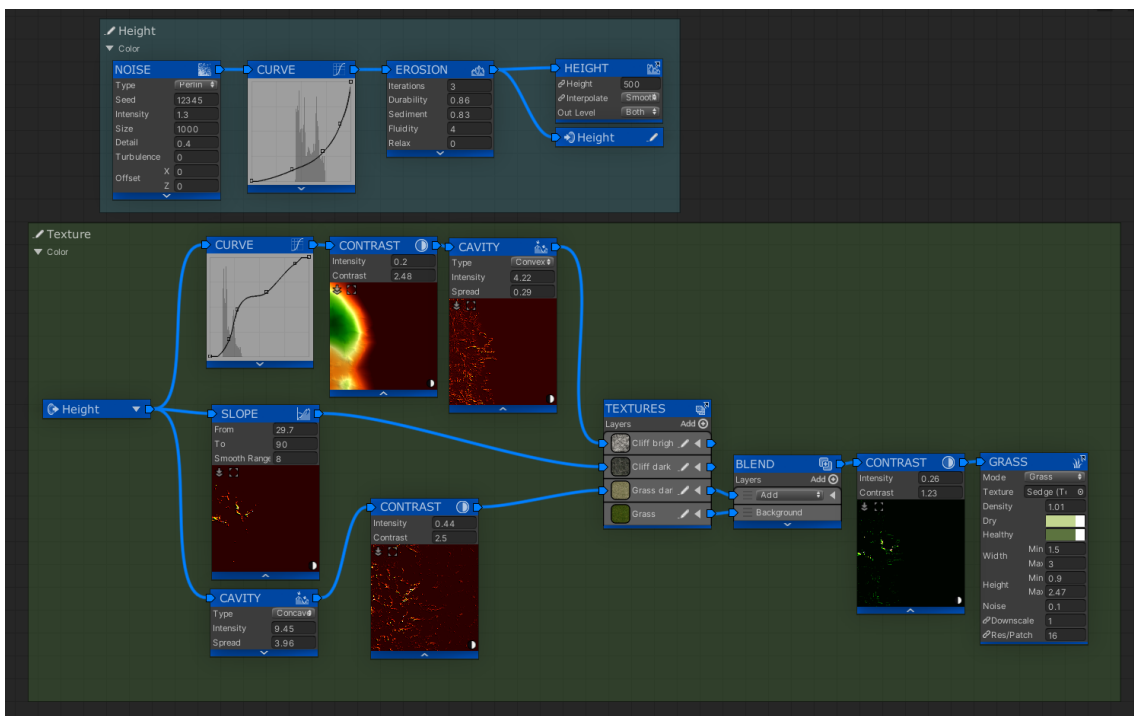 Height
Color
NOISE
Type Perlin
Seed 12345
Intensity 1.3
Size 1000
Detail 0.4
Turbulence 0
Offset X 0
Z 0
CURVE
EROSION
Iterations 3
Durability 0.86
Sediment 0.83
Fluidity 4
Relax 0
HEIGHT
Height 500
Interpolate Smoot
Out Level Both
Height
Texture
Color
CURVE
CONTRAST
Intensity 0.2
Contrast 2.48
CAVITY
Type Convex
Intensity 4.22
Spread 0.29
Height
SLOPE
From 29.7
To 90
Smooth Range 8
CAVITY
Type Concav
Intensity 9.45
Spread 3.96
CONTRAST
Intensity 0.44
Contrast 2.5
TEXTURES
Layers Add
Cliff brigh
Cliff dark
Grass dar
Grass
BLEND
Layers Add
Add
Background
CONTRAST
Intensity 0.26
Contrast 1.23
GRASS
Mode Grass
Texture Sedge (T
Density 1.01
Dry
Healthy
Width Min 1.5
Max 3
Height Min 0.9
Max 2.47
Noise 0.1
Downscale 1
Res/Patch 16